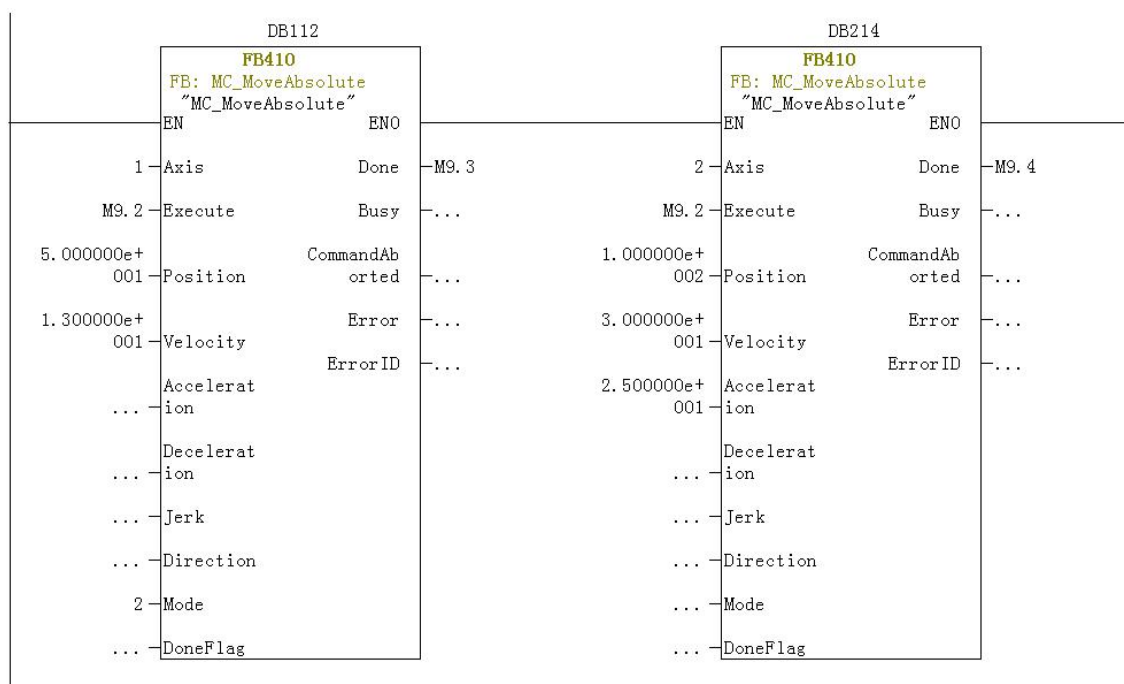 DB112
FB410
FB: MC_MoveAbsolute
"MC_MoveAbsolute"
EN ENO
1 Axis Done M9.3
M9.2 Execute Busy ...
5.000000e+ CommandAb
001 Position orted ...
1.300000e+ Error ...
001 Velocity
ErrorID ...
Accelerat
... ion
Decelerat
... ion
... Jerk
... Direction
2 Mode
... DoneFlag
DB214
FB410
FB: MC_MoveAbsolute
"MC_MoveAbsolute"
EN ENO
2 Axis Done M9.4
M9.2 Execute Busy ...
1.000000e+ CommandAb
002 Position orted ...
3.000000e+ Error ...
001 Velocity
ErrorID ...
2.500000e+ Accelerat
001 ion
Decelerat
... ion
... Jerk
... Direction
... Mode
... DoneFlag